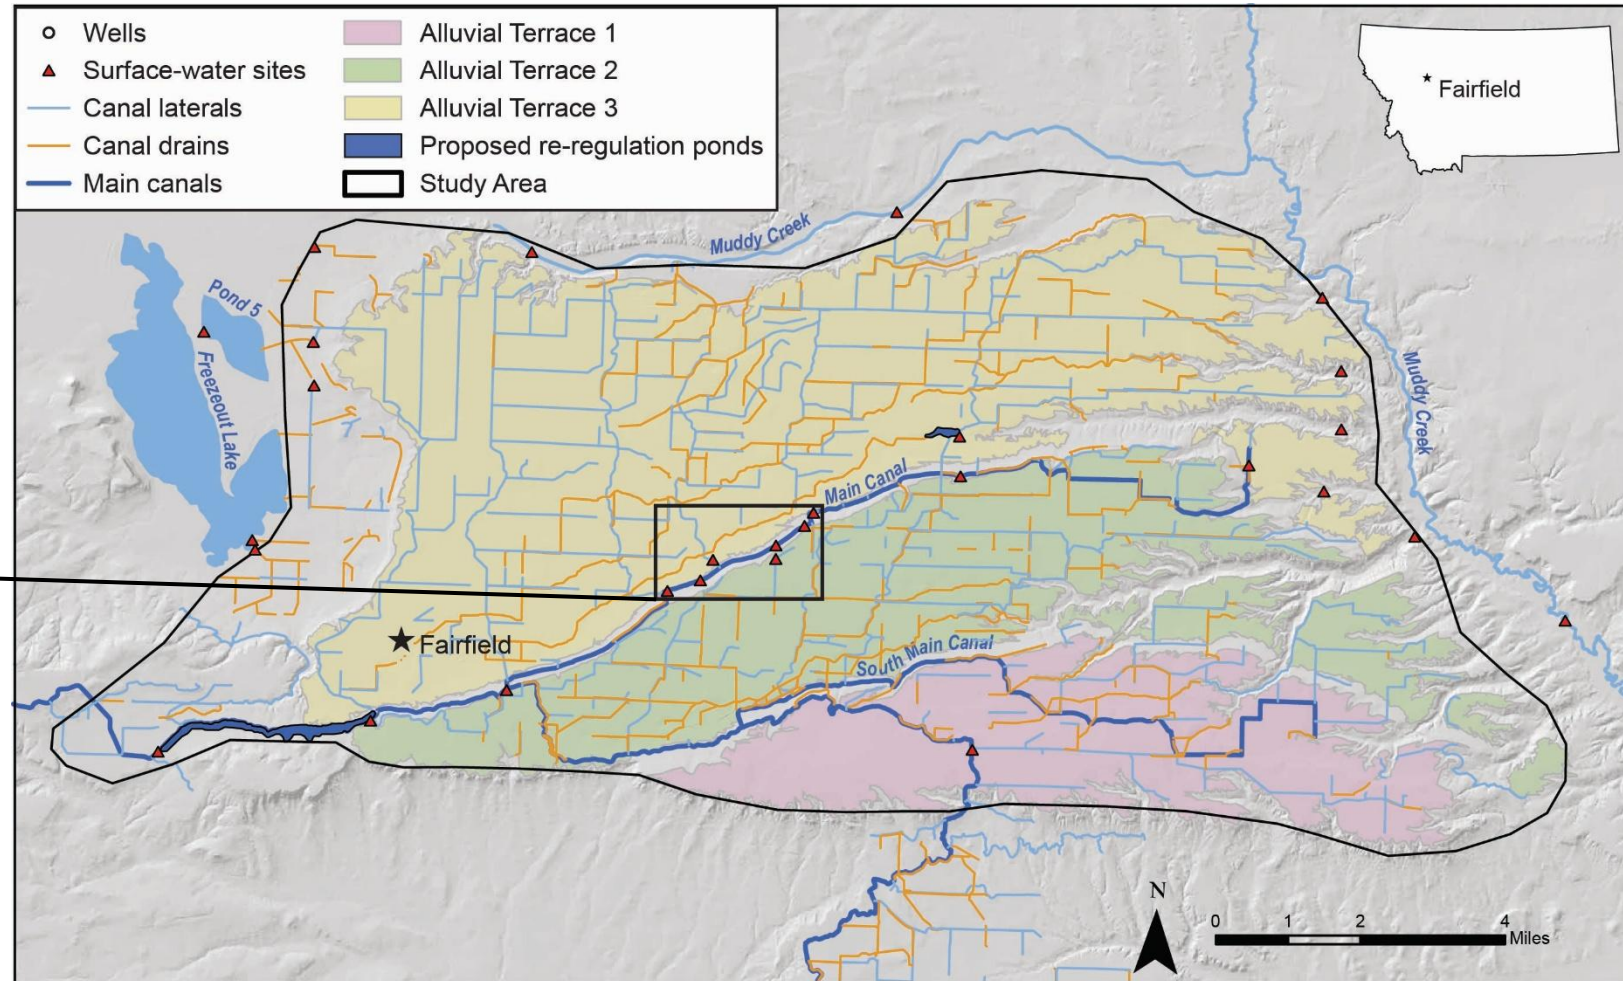 Wells
Surface-water sites
Canal laterals
Canal drains
Main canals
Alluvial Terrace 1
Alluvial Terrace 2
Alluvial Terrace 3
Proposed re-regulation ponds
Study Area
Fairfield
Muddy Creek
Pond 5
Freezeout Lake
Muddy Creek
Main Canal
Fairfield
South Main Canal
N
0 1 2 4
Miles